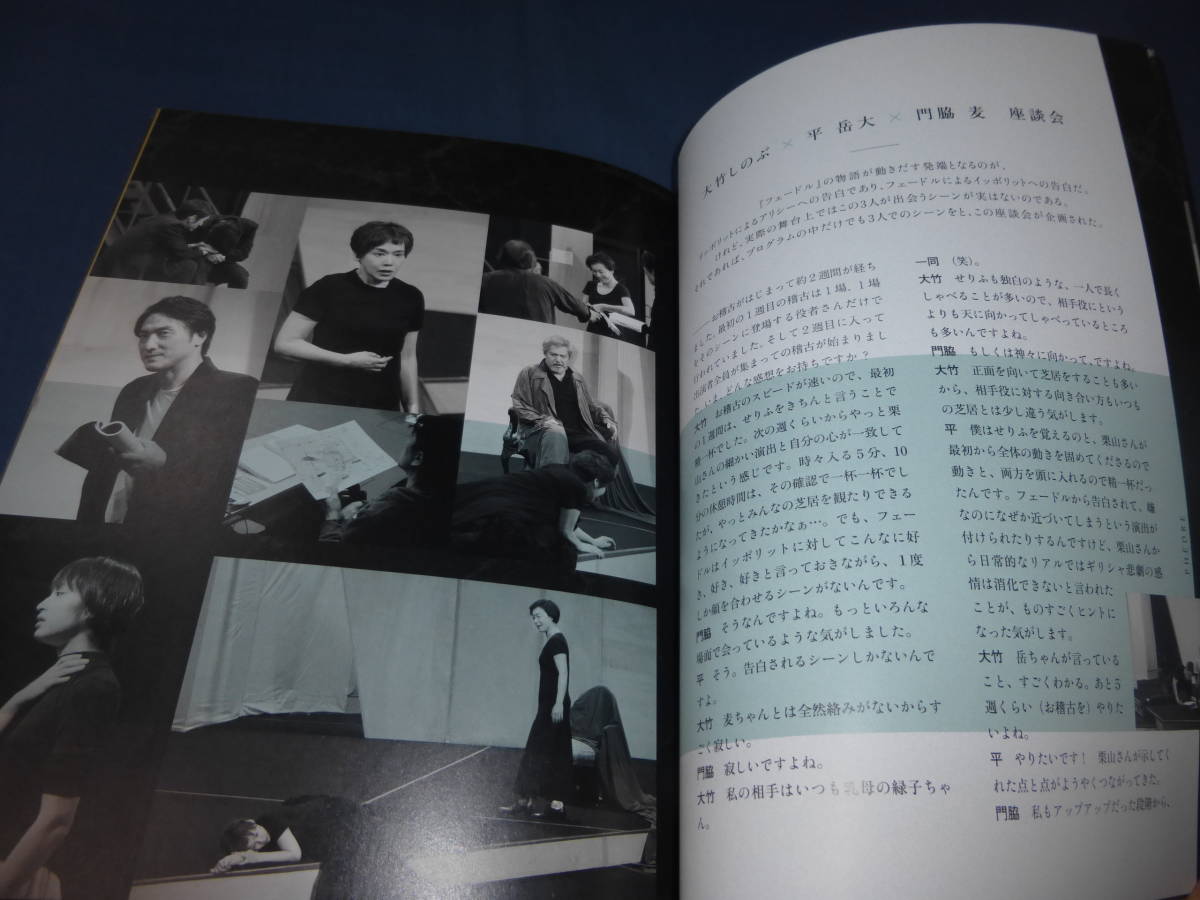 大竹しのぶ × 平 岳大 × 門脇 麦　座談会
『フェードル』の物語が動きだす発端となるのが、
イッポリットによるアリシーへの告白であり、フェードルによるイッポリットへの告白だ。
けれど、実際の舞台上ではこの3人が出会うシーンが実はないのである。
それであれば、プログラムの中だけでも3人でのシーンをと、この座談会が企画された。
――お稽古がはじまって約2週間が経ち
ました。最初の1週目の稽古は1場、1場
をそのシーンに登場する役者さんだけで
行われていました。そして2週目に入って
出演者全員が集まっての稽古が始まりまし
た。いま、どんな感想をお持ちですか？
大竹　お稽古のスピードが速いので、最初
の1週間は、せりふをきちんと言うことで
精一杯でした。次の週くらいからやっと栗
山さんの細かい演出と自分の心が一致して
きたという感じです。時々入る5分、10
分の休憩時間は、その確認で一杯一杯でし
たが、やっとみんなの芝居を観たりできる
ようになってきたかなぁ…。でも、フェー
ドルはイッポリットに対してこんなに好
き、好き、好きと言っておきながら、1度
しか顔を合わせるシーンがないんです。
門脇　そうなんですよね。もっといろんな
場面で会っているような気がしました。
平　そう。告白されるシーンしかないんで
すよ。
大竹　麦ちゃんとは全然絡みがないからす
ごく寂しい。
門脇　寂しいですよね。
大竹　私の相手はいつも乳母の緑子ちゃ
ん。
一同　（笑）。
大竹　せりふも独白のような、一人で長く
しゃべることが多いので、相手役にという
よりも天に向かってしゃべっているところ
も多いんですよね。
門脇　もしくは神々に向かって、ですよね。
大竹　正面を向いて芝居をすることも多い
から、相手役に対する向き合い方もいつも
の芝居とは少し違う気がします。
平　僕はせりふを覚えるのと、栗山さんが
最初から全体の動きを固めてくださるので
動きと、両方を頭に入れるので精一杯だっ
たんです。フェードルから告白されて、嫌
なのになぜか近づいてしまうという演出が
付けられたりするんですけど、栗山さんか
ら日常的なリアルではギリシャ悲劇の感
情は消化できないと言われた
ことが、ものすごくヒントに
なった気がします。
大竹　岳ちゃんが言っている
こと、すごくわかる。あと5
週くらい（お稽古を）やりた
いよね。
平　やりたいです！　栗山さんが示してく
れた点と点がようやくつながってきた。
門脇　私もアップアップだった段階から、
PHÈDRE